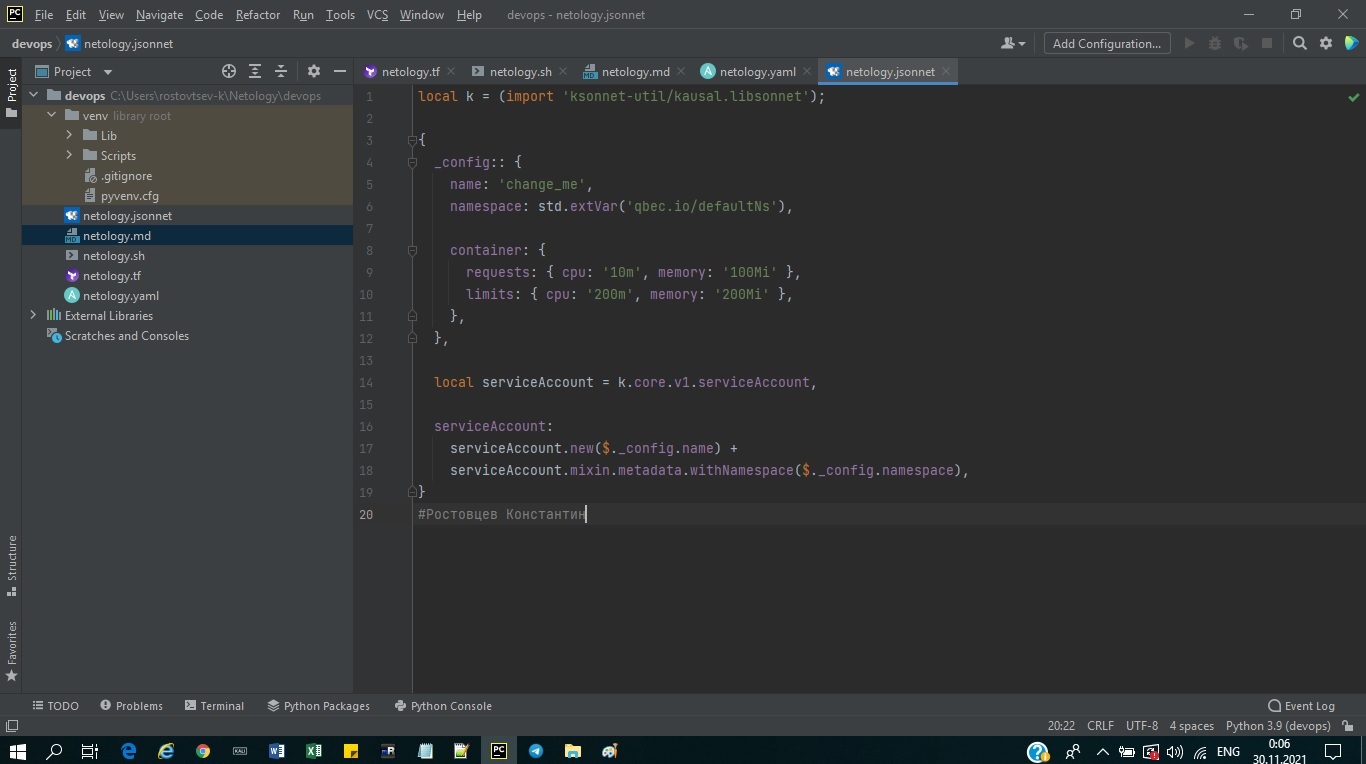 PC File Edit View Navigate Code Refactor Run Tools VCS Window Help devops - netology.jsonnet
devops netology.jsonnet Add Configuration...
Project
netology.tf netology.sh netology.md netology.yaml netology.jsonnet
Project
devops C:\Users\rostovtsev-k\Netology\devops
venv library root
Lib
Scripts
.gitignore
pyvenv.cfg
netology.jsonnet
netology.md
netology.sh
netology.tf
netology.yaml
External Libraries
Scratches and Consoles
Structure
Favorites
1 local k = (import 'ksonnet-util/kausal.libsonnet');
2
3 {
4 _config:: {
5 name: 'change_me',
6 namespace: std.extVar('qbec.io/defaultNs'),
7
8 container: {
9 requests: { cpu: '10m', memory: '100Mi' },
10 limits: { cpu: '200m', memory: '200Mi' },
11 },
12 },
13
14 local serviceAccount = k.core.v1.serviceAccount,
15
16 serviceAccount:
17 serviceAccount.new($._config.name) +
18 serviceAccount.mixin.metadata.withNamespace($._config.namespace),
19 }
20 #Ростовцев Константин
TODO Problems Terminal Python Packages Python Console Event Log
20:22 CRLF UTF-8 4 spaces Python 3.9 (devops)
ENG 0:06
30.11.2021